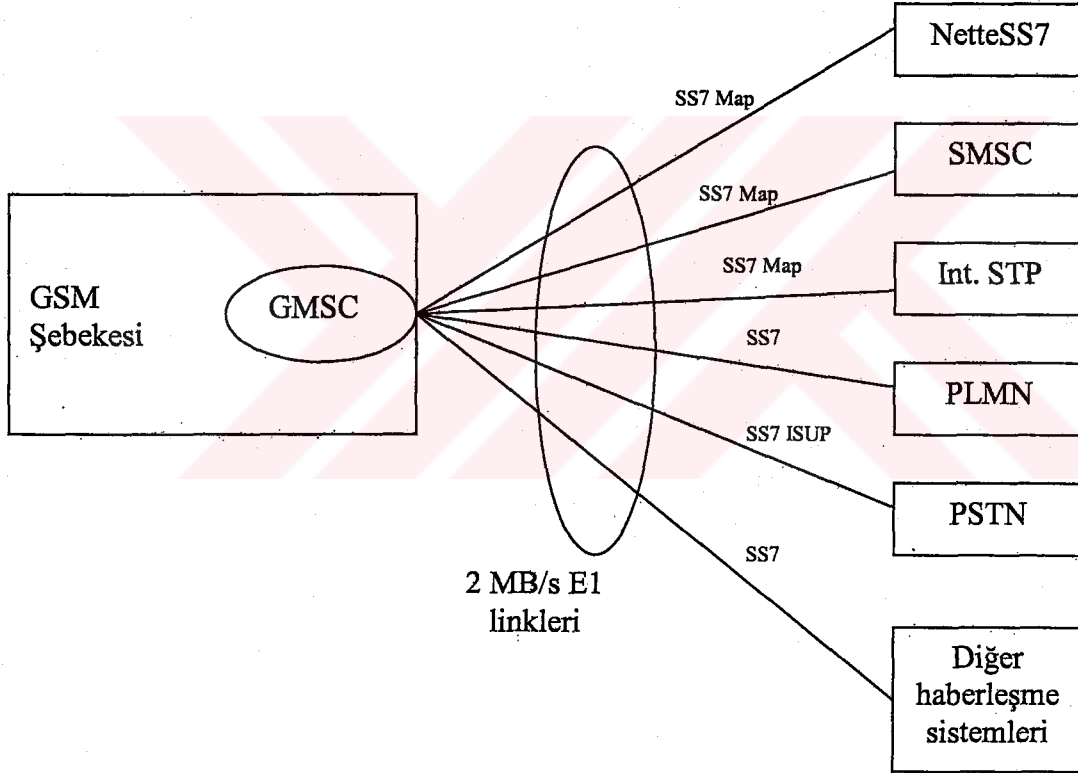 NetteSS7
SS7 Map
SMSC
SS7 Map
SS7 Map
Int. STP
GSM
Şebekesi
GMSC
SS7
PLMN
SS7 ISUP
PSTN
SS7
2 MB/s E1
linkleri
Diğer
haberleşme
sistemleri